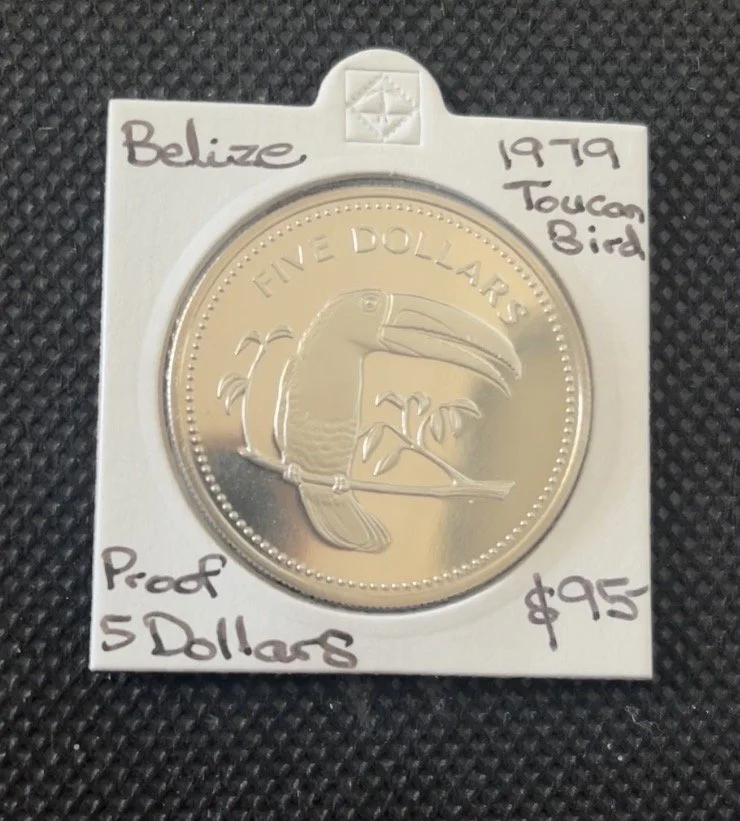 Belize
1979
Toucan
Bird
FIVE DOLLARS
Proof
5 Dollars
$95-